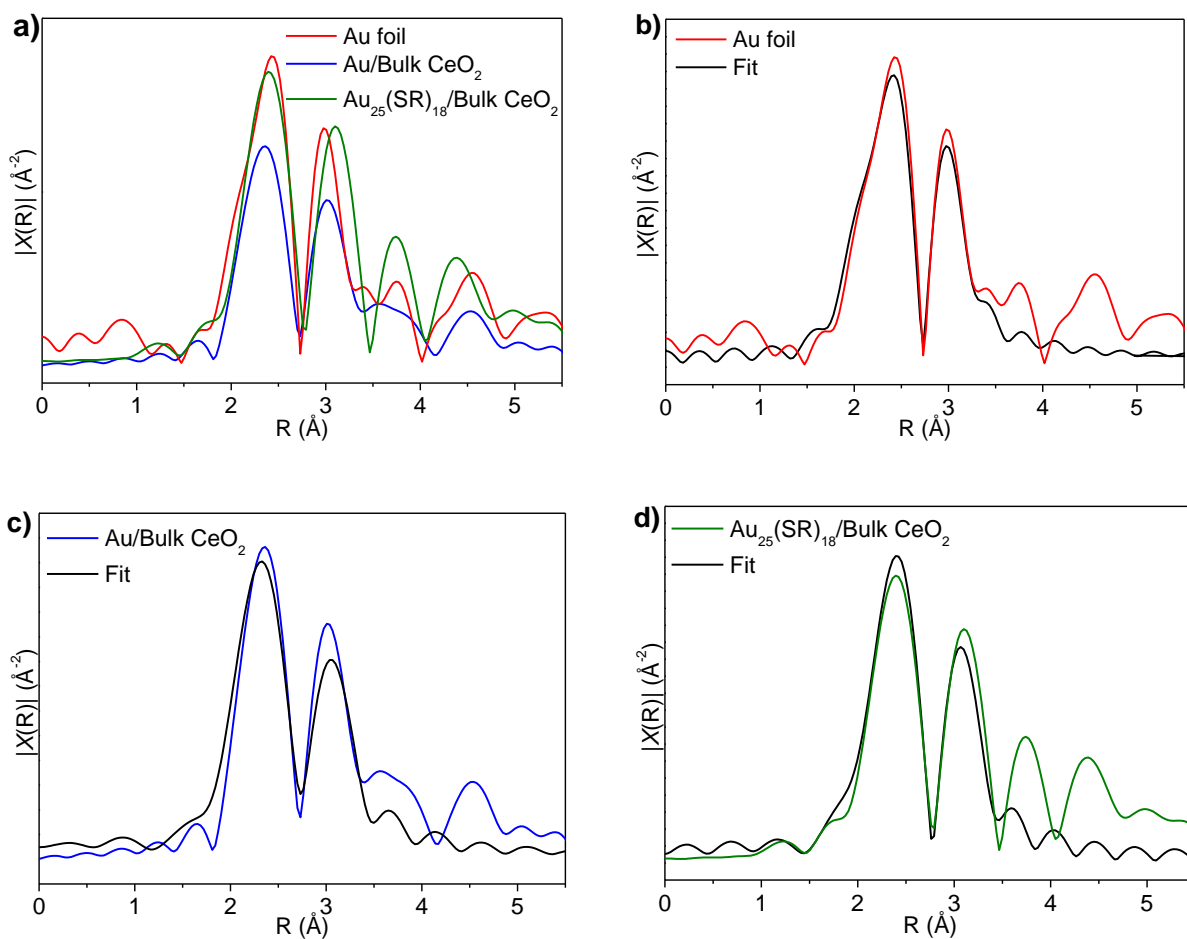 a)
Au foil
Au/Bulk CeO₂
Au₂₅(SR)₁₈/Bulk CeO₂
|X(R)| (Å⁻²)
0 1 2 3 4 5
R (Å)
b)
Au foil
Fit
|X(R)| (Å⁻²)
0 1 2 3 4 5
R (Å)
c)
Au/Bulk CeO₂
Fit
|X(R)| (Å⁻²)
0 1 2 3 4 5
R (Å)
d)
Au₂₅(SR)₁₈/Bulk CeO₂
Fit
|X(R)| (Å⁻²)
0 1 2 3 4 5
R (Å)